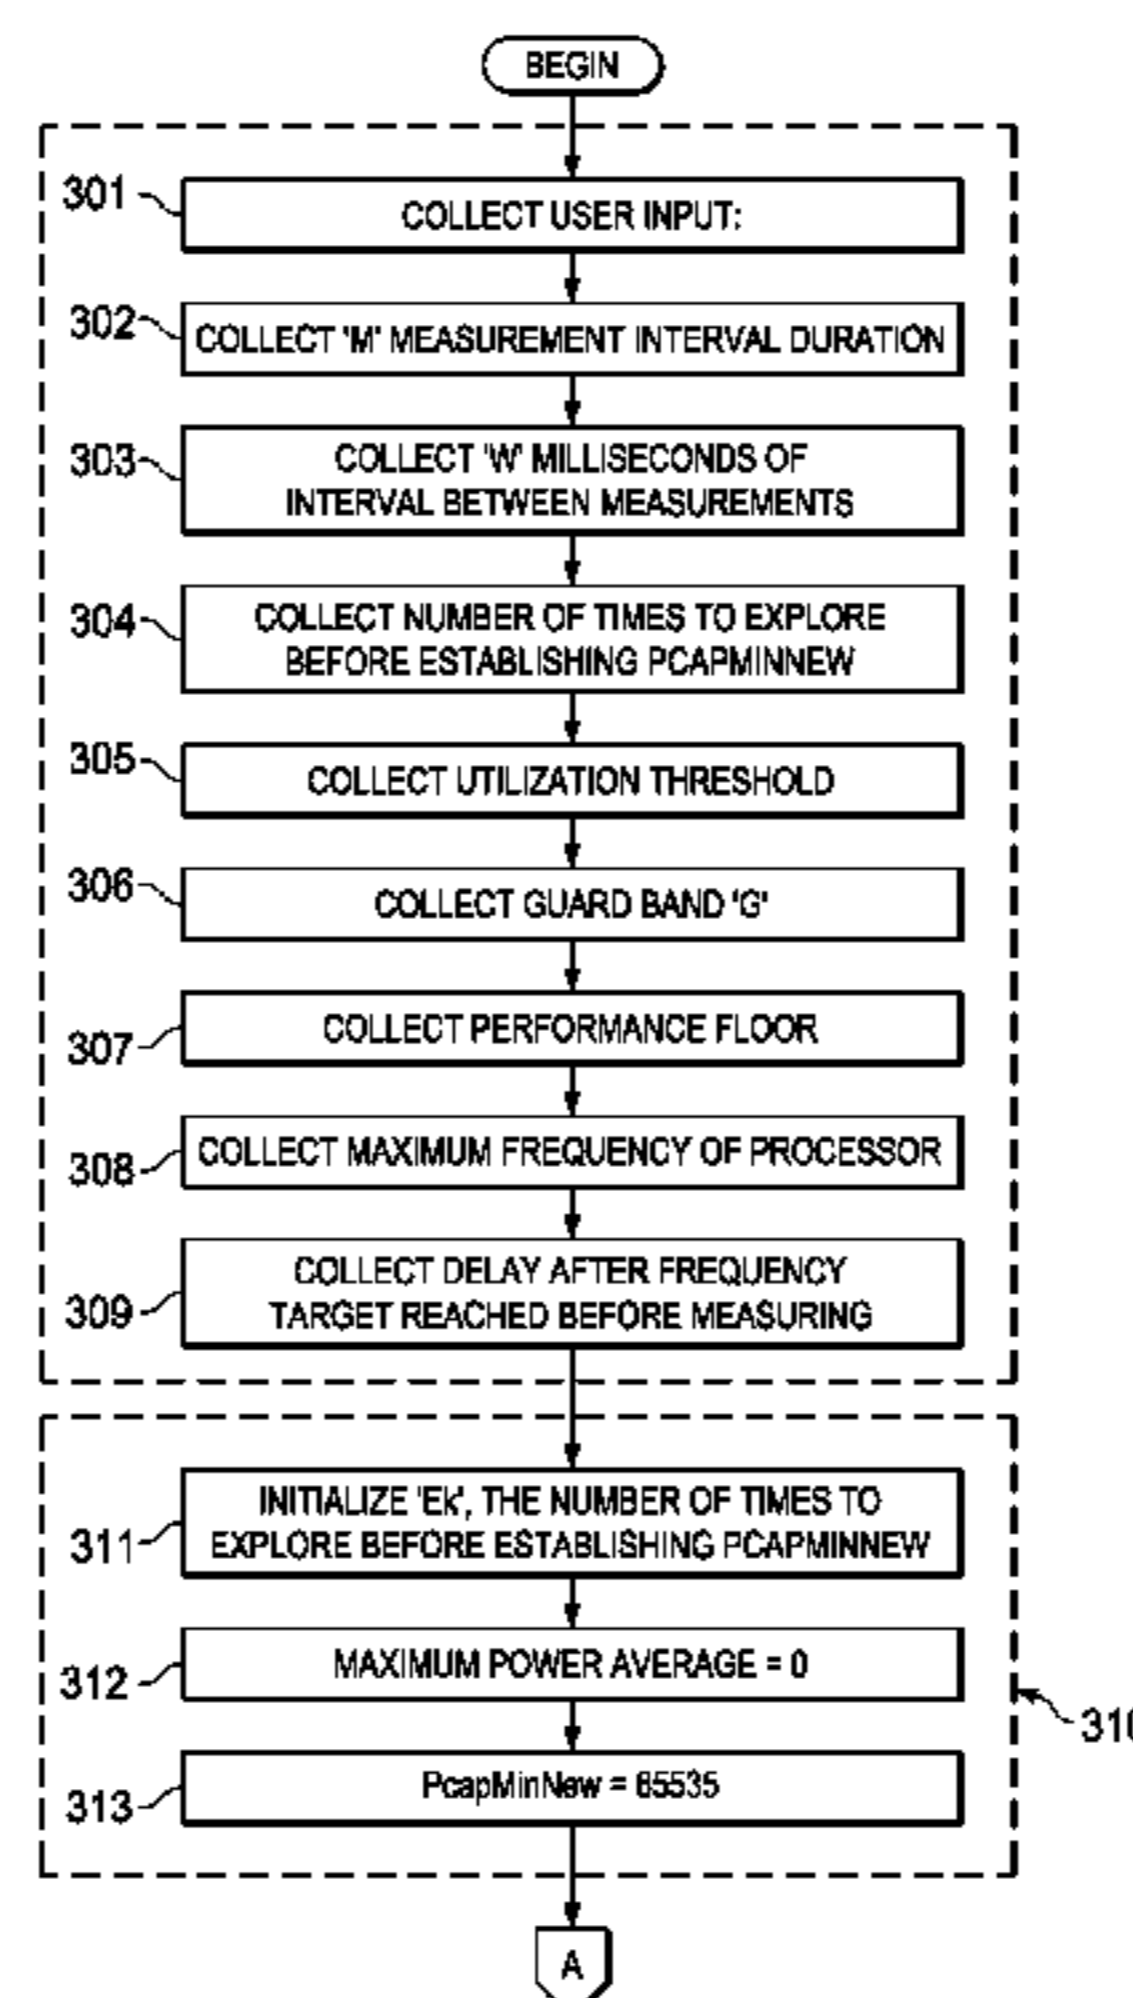 BEGIN
301
COLLECT USER INPUT:
302
COLLECT 'M' MEASUREMENT INTERVAL DURATION
303
COLLECT 'W' MILLISECONDS OF
INTERVAL BETWEEN MEASUREMENTS
304
COLLECT NUMBER OF TIMES TO EXPLORE
BEFORE ESTABLISHING PCAPMINNEW
305
COLLECT UTILIZATION THRESHOLD
306
COLLECT GUARD BAND 'G'
307
COLLECT PERFORMANCE FLOOR
308
COLLECT MAXIMUM FREQUENCY OF PROCESSOR
309
COLLECT DELAY AFTER FREQUENCY
TARGET REACHED BEFORE MEASURING
311
INITIALIZE 'Ek', THE NUMBER OF TIMES TO
EXPLORE BEFORE ESTABLISHING PCAPMINNEW
312
MAXIMUM POWER AVERAGE = 0
310
313
PcapMinNew = 65535
A